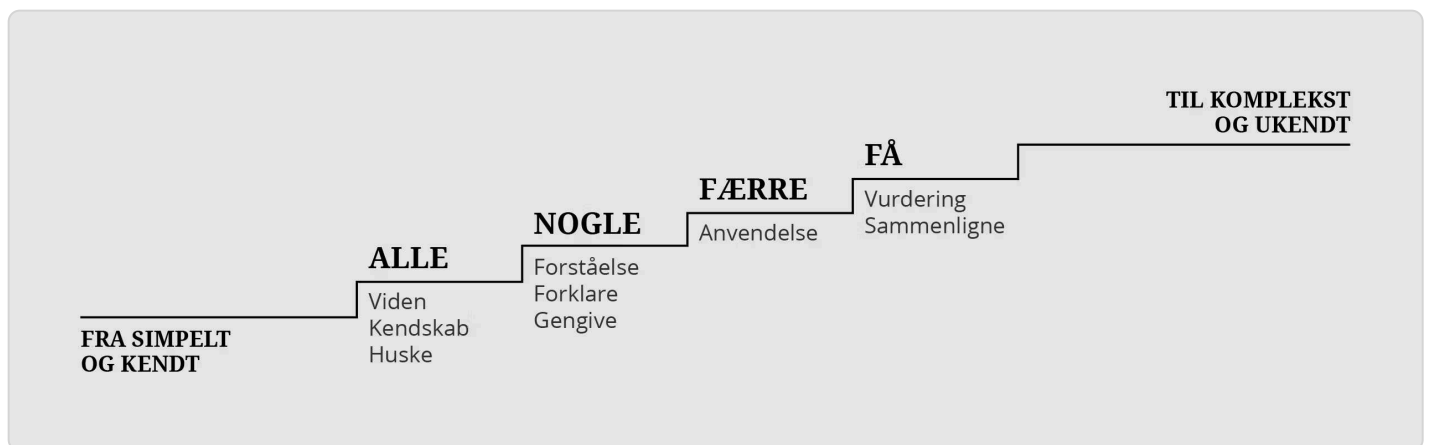 FRA SIMPELT
OG KENDT
ALLE
Viden
Kendskab
Huske
NOGLE
Forståelse
Forklare
Gengive
FÆRRE
Anvendelse
FÅ
Vurdering
Sammenligne
TIL KOMPLEKST
OG UKENDT